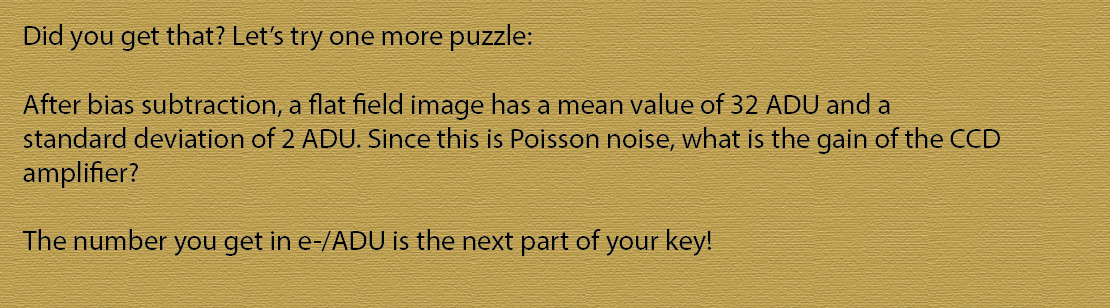 Did you get that? Let’s try one more puzzle:
After bias subtraction, a flat field image has a mean value of 32 ADU and a
standard deviation of 2 ADU. Since this is Poisson noise, what is the gain of the CCD
amplifier?
The number you get in e-/ADU is the next part of your key!